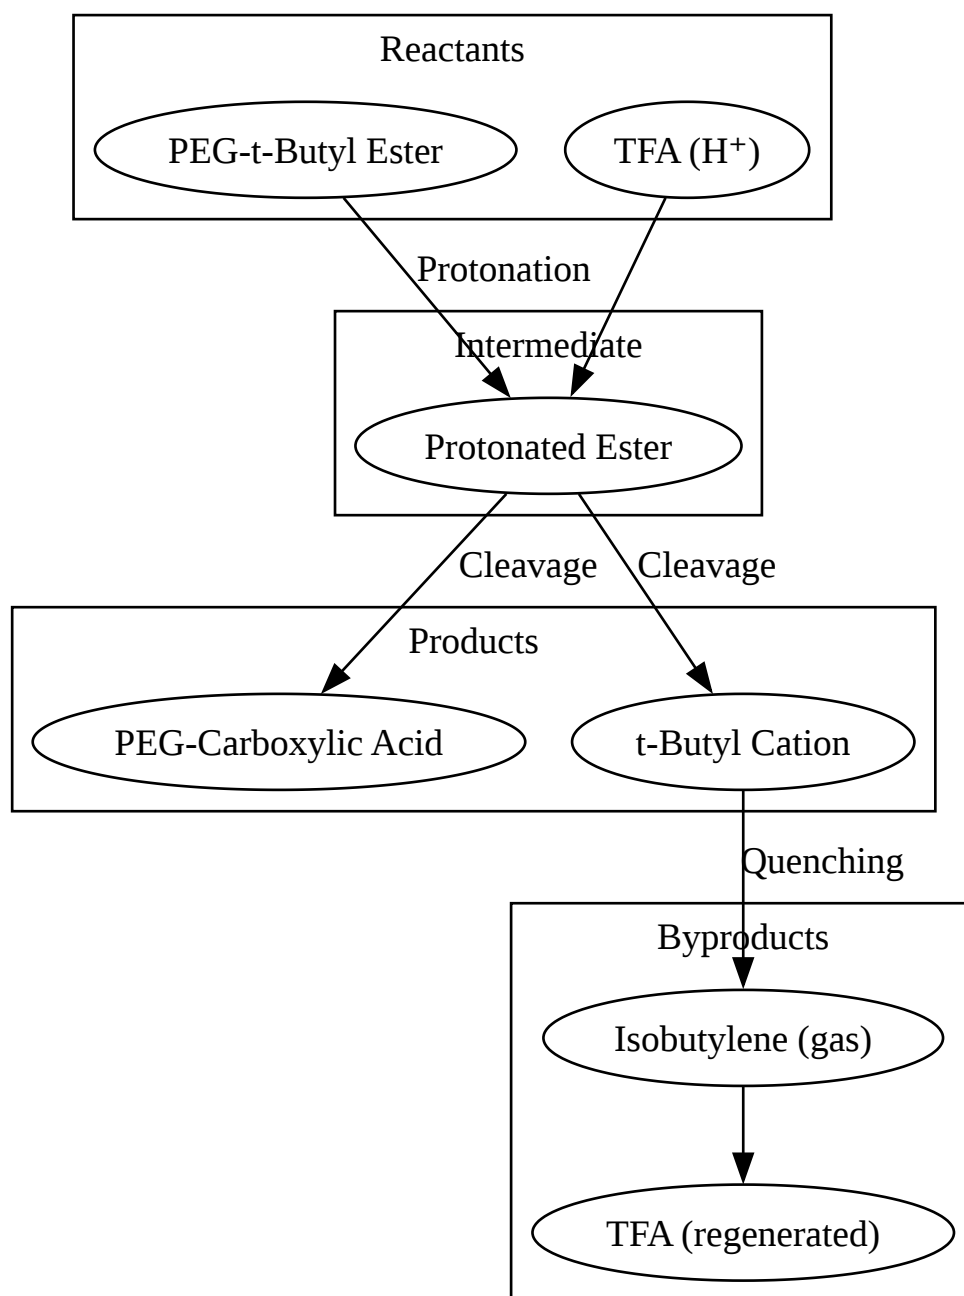 Reactants
PEG-t-Butyl Ester
TFA (H⁺)
Protonation
Intermediate
Protonated Ester
Cleavage
Cleavage
Products
PEG-Carboxylic Acid
t-Butyl Cation
Quenching
Byproducts
Isobutylene (gas)
TFA (regenerated)